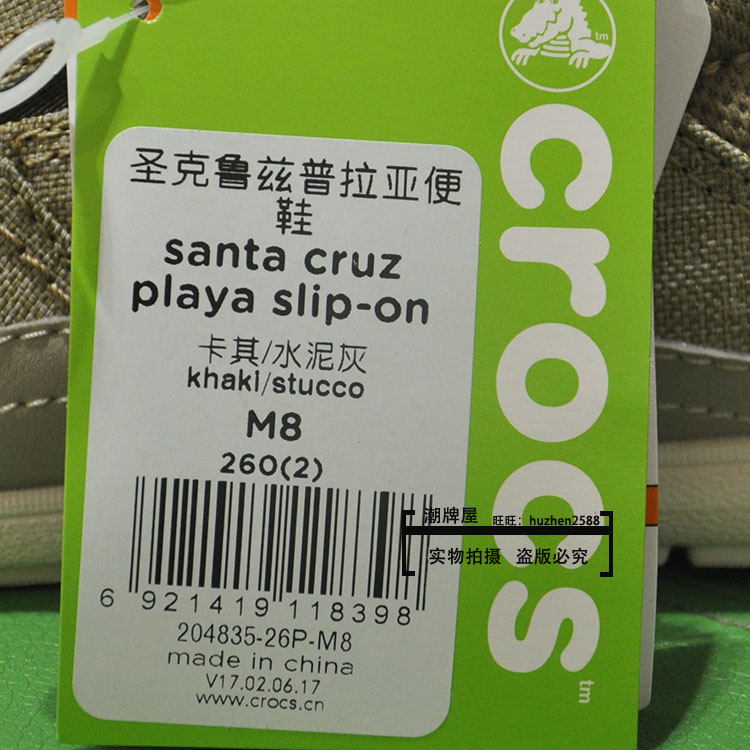 crocs
tm
tm
圣克鲁兹普拉亚便
鞋
santa cruz
playa slip-on
卡其/水泥灰
khaki/stucco
M8
260(2)
6 921419 118398
204835-26P-M8
made in china
V17.02.06.17
www.crocs.cn
潮牌屋 旺旺：huzhen2588
实物拍摄 盗版必究